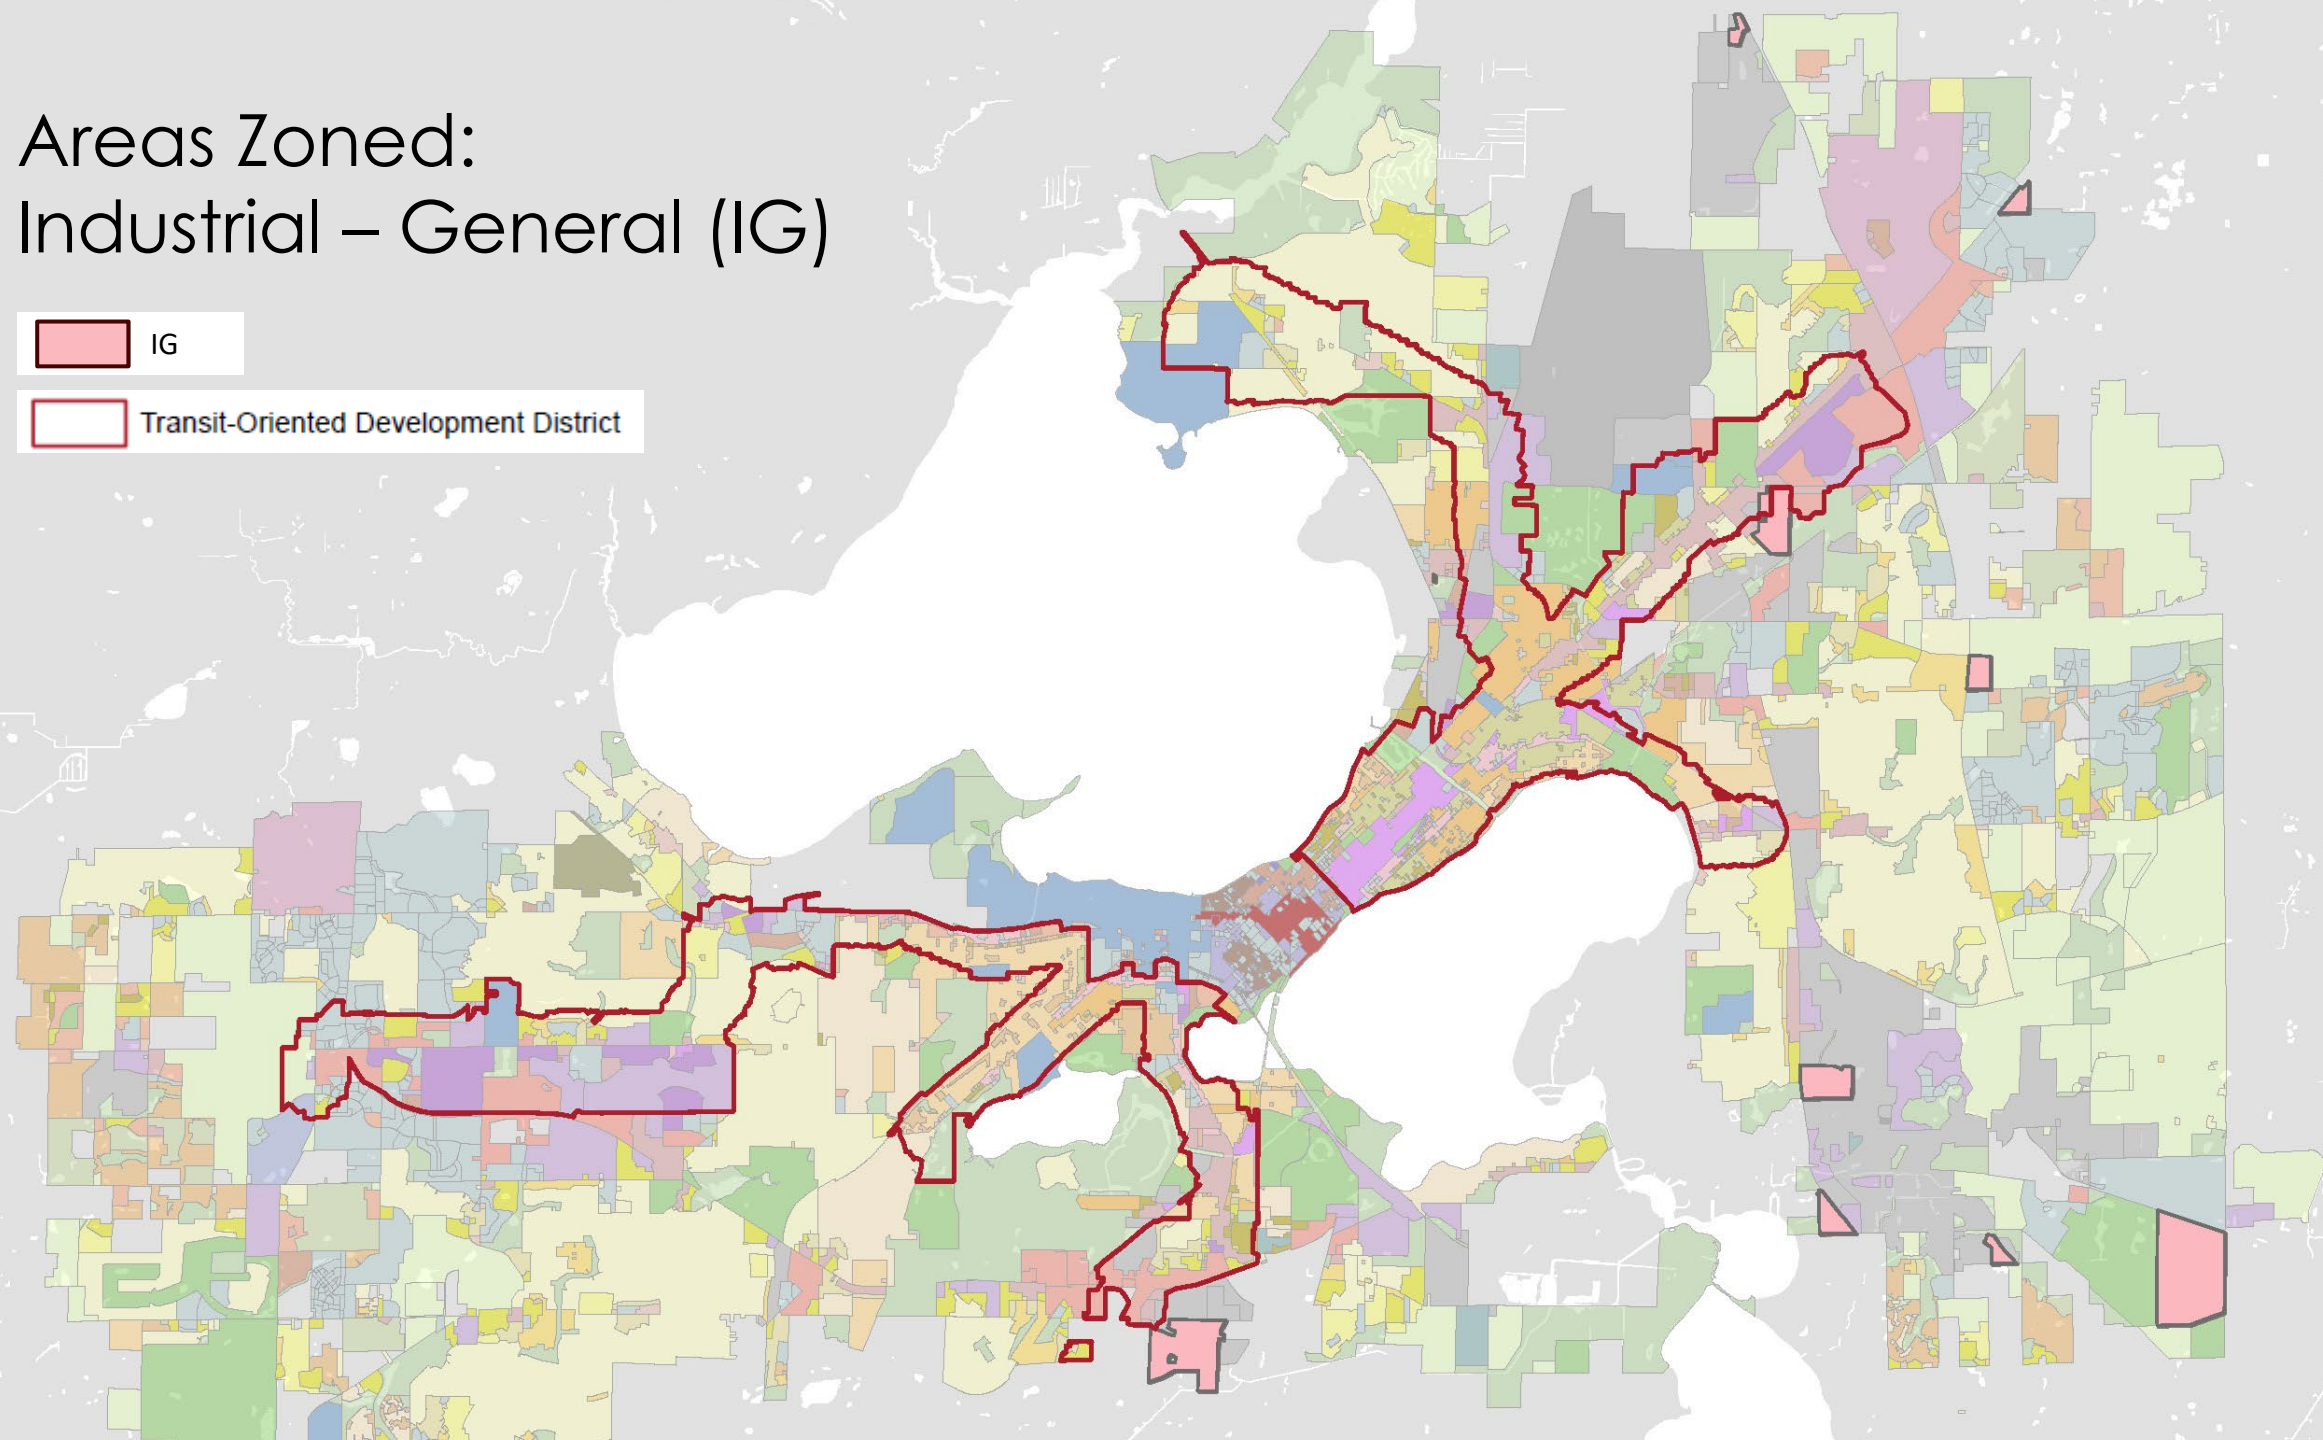 Areas Zoned:
Industrial – General (IG)
IG
Transit-Oriented Development District